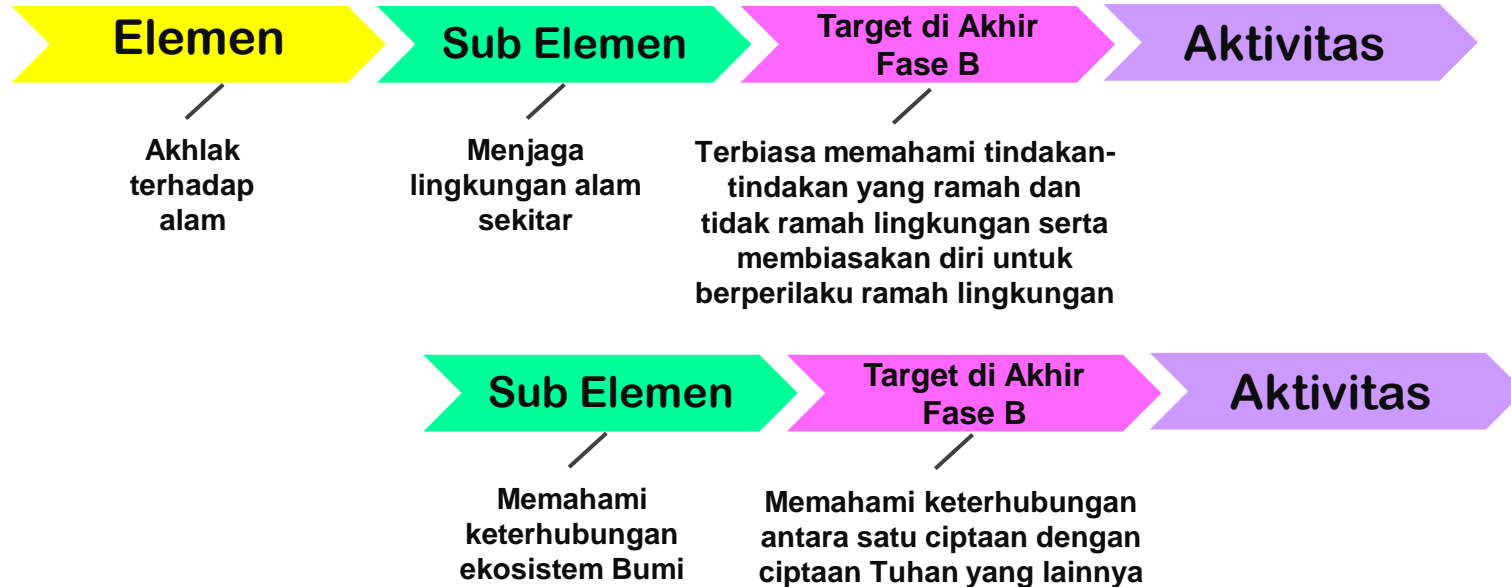 Elemen
Sub Elemen
Target di Akhir
Fase B
Aktivitas
Akhlak
terhadap
alam
Menjaga
lingkungan alam
sekitar
Terbiasa memahami tindakan-
tindakan yang ramah dan
tidak ramah lingkungan serta
membiasakan diri untuk
berperilaku ramah lingkungan
Sub Elemen
Target di Akhir
Fase B
Aktivitas
Memahami
keterhubungan
ekosistem Bumi
Memahami keterhubungan
antara satu ciptaan dengan
ciptaan Tuhan yang lainnya